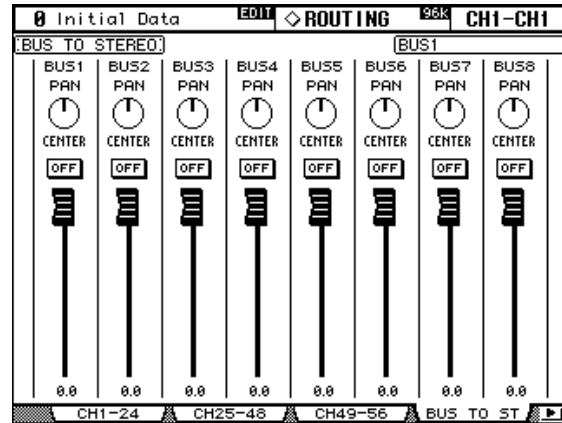 0 Initial Data EDIT ◇ROUTING 96k CH1-CH1
BUS TO STEREO BUS1
BUS1 BUS2 BUS3 BUS4 BUS5 BUS6 BUS7 BUS8
PAN PAN PAN PAN PAN PAN PAN PAN
CENTER CENTER CENTER CENTER CENTER CENTER CENTER CENTER
OFF OFF OFF OFF OFF OFF OFF OFF
0.0 0.0 0.0 0.0 0.0 0.0 0.0 0.0
CH1-24 CH25-48 CH49-56 BUS TO ST